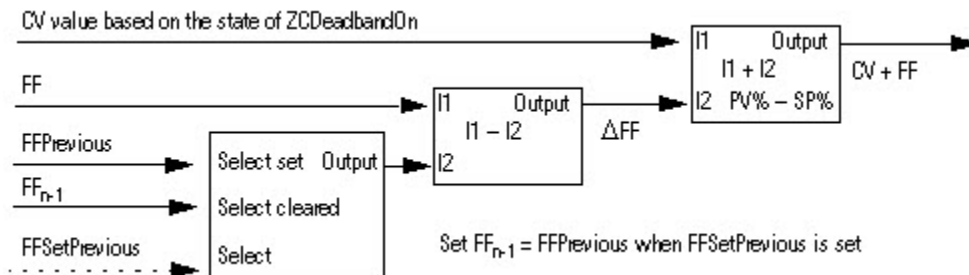 CV value based on the state of ZCDeadbandOn
I1 Output
I1 + I2
I2 PV% – SP%
CV + FF
FF
I1 Output
I1 – I2
I2
ΔFF
FFPrevious
FFn-1
FFSetPrevious
Select set Output
Select cleared
Select
Set FFn-1 = FFPrevious when FFSetPrevious is set